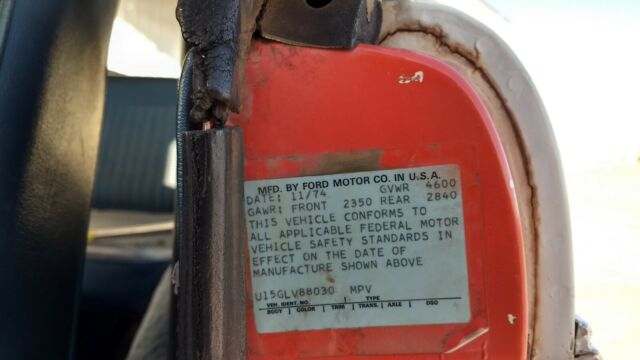 MFD. BY FORD MOTOR CO. IN U.S.A.
DATE: 11/74 GVWR 4600
GAWR: FRONT 2350 REAR 2840
THIS VEHICLE CONFORMS TO
ALL APPLICABLE FEDERAL MOTOR
VEHICLE SAFETY STANDARDS IN
EFFECT ON THE DATE OF
MANUFACTURE SHOWN ABOVE
U15GLV88030 MPV
VEH. IDENT. NO. TYPE
BODY COLOR TRIM TRANS. AXLE DSO